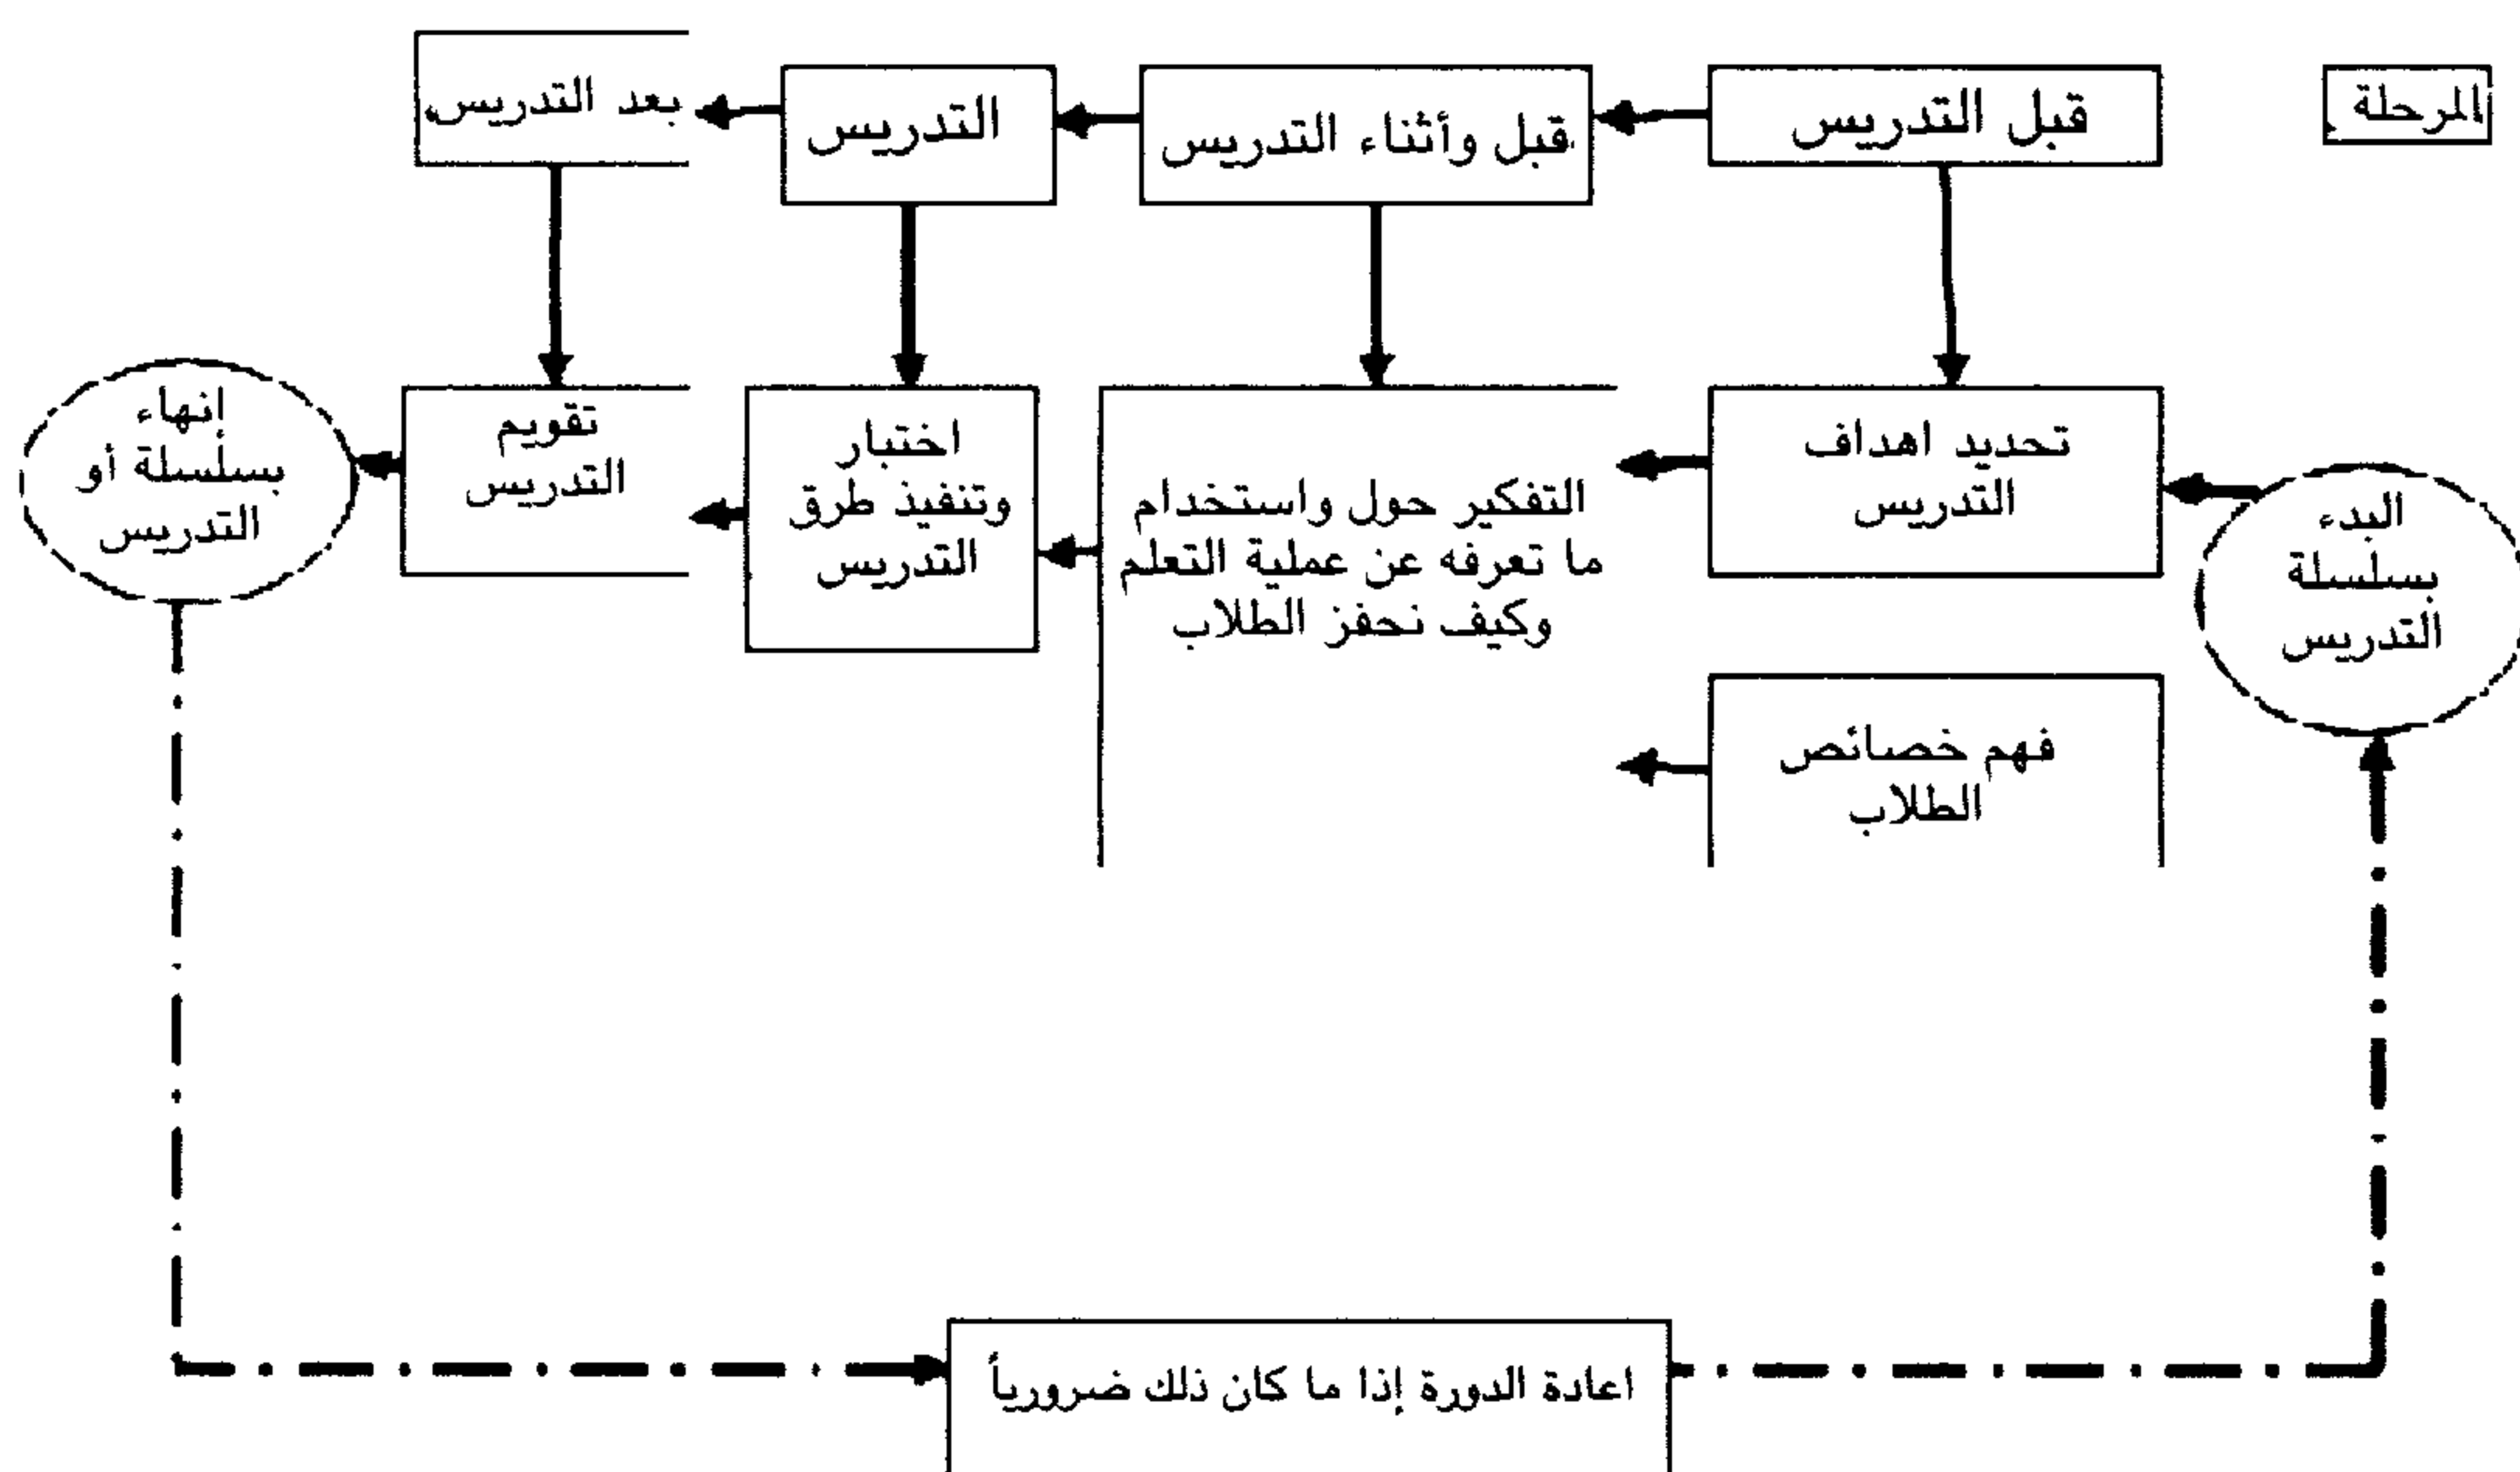 المرحلة
قبل التدريس
قبل وأثناء التدريس
التدريس
بعد التدريس
البدء
بسلسلة
التدريس
تحديد اهداف
التدريس
فهم خصائص
الطلاب
التفكير حول واستخدام
ما تعرفه عن عملية التعلم
وكيف نحفز الطلاب
اختبار
وتنفيذ طرق
التدريس
تقويم
التدريس
إنهاء
بسلسلة أو
التدريس
اعادة الدورة إذا ما كان ذلك ضرورياً